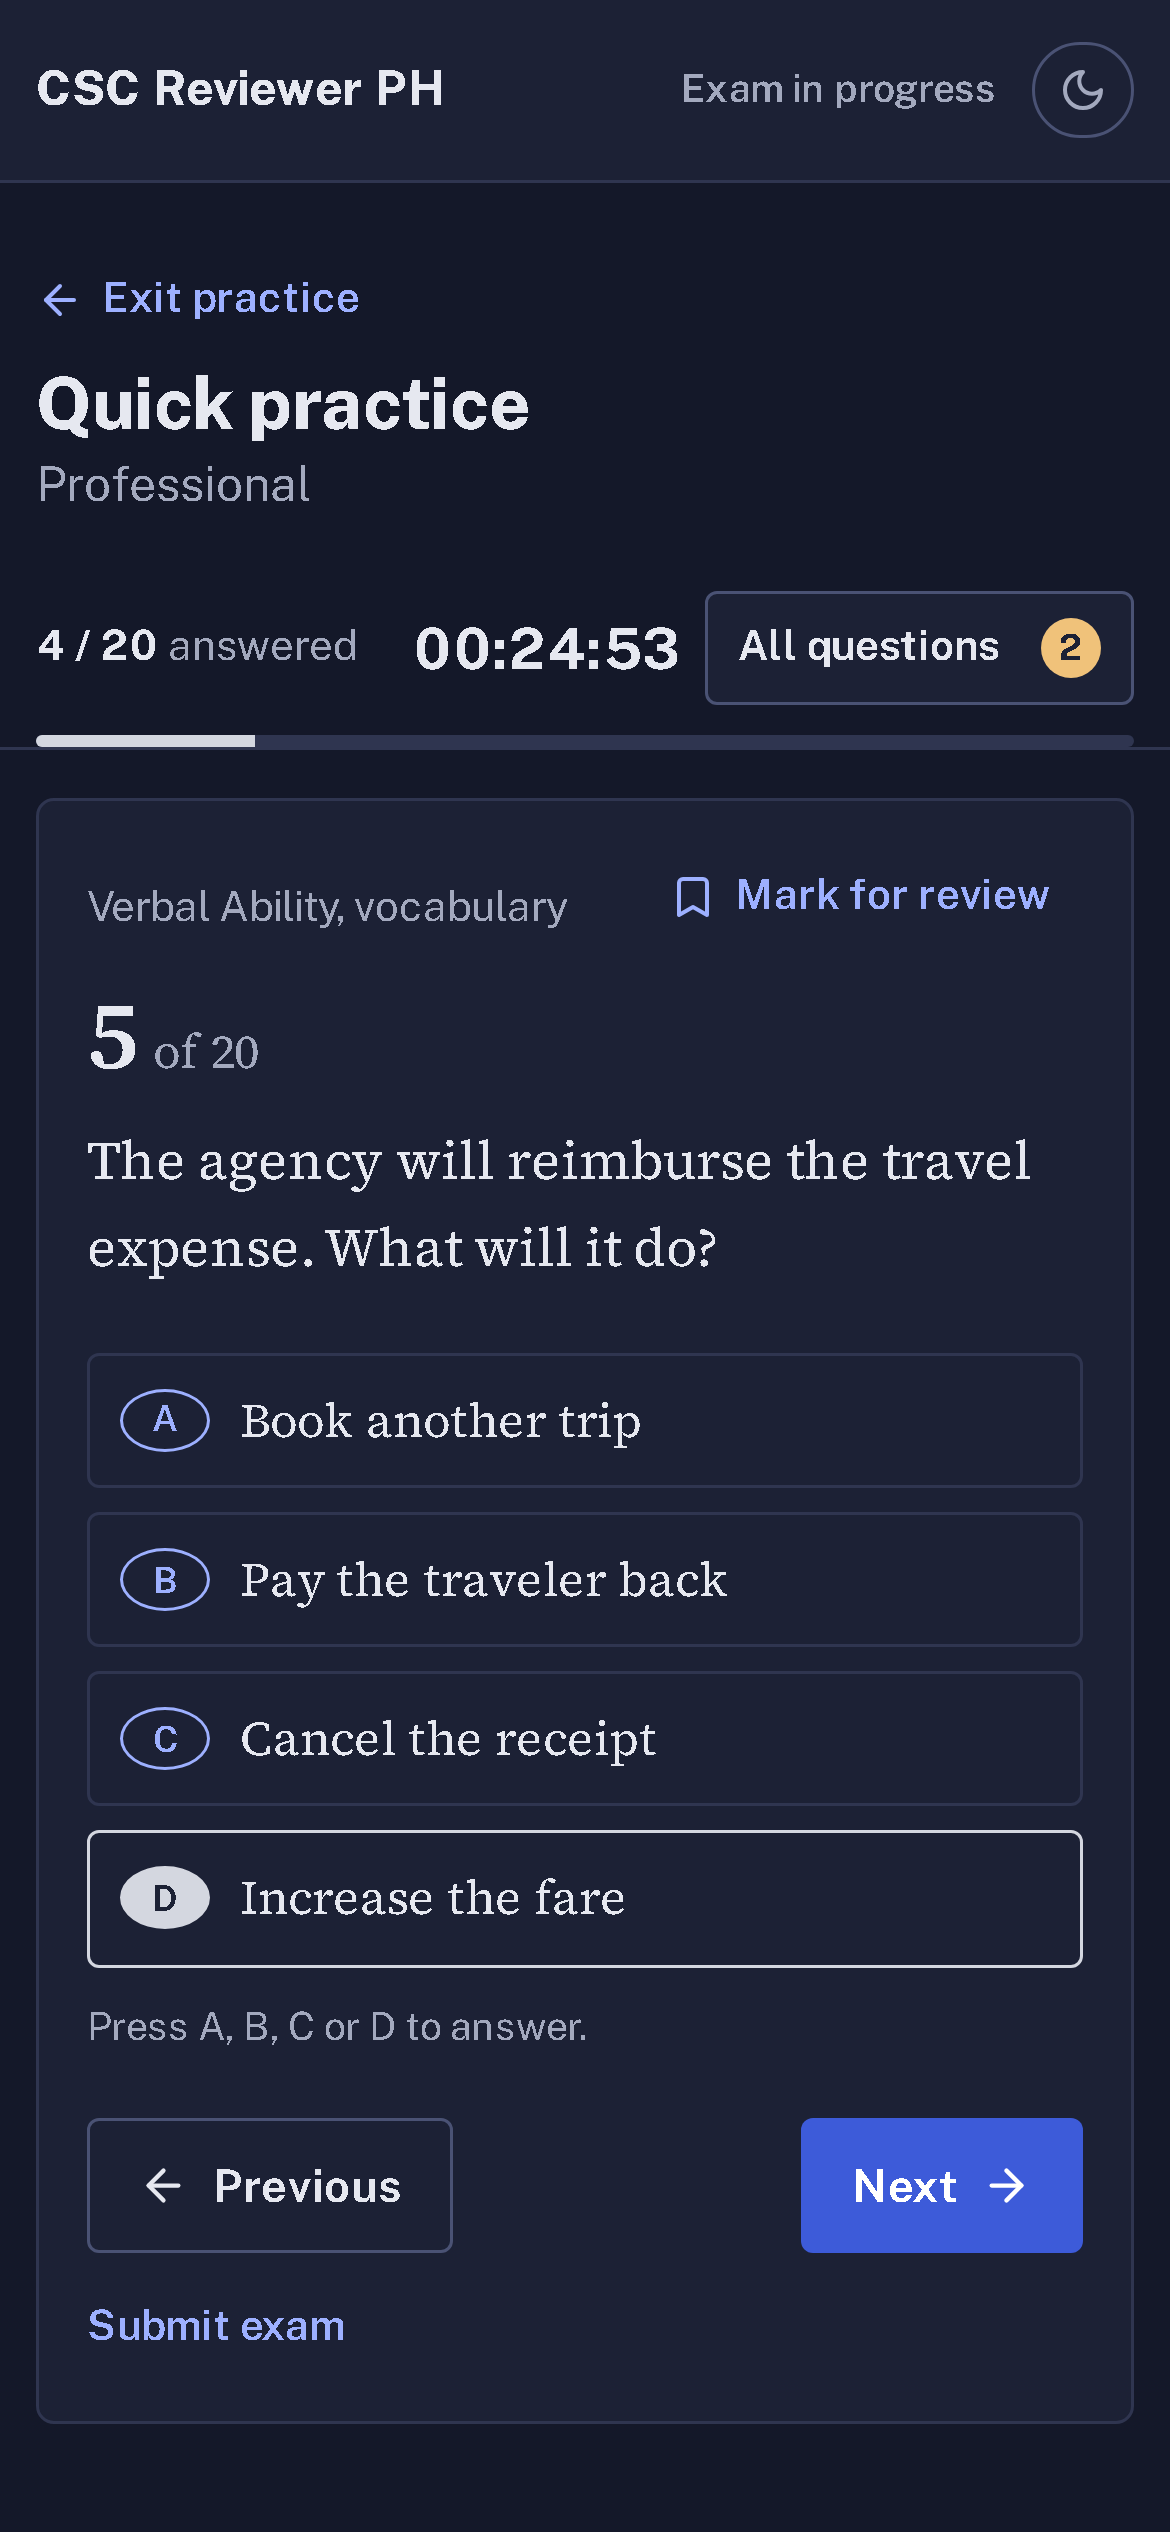 CSC Reviewer PH
Exam in progress
Exit practice
Quick practice
Professional
4 / 20 answered
00:24:53
All questions 2
Verbal Ability, vocabulary
Mark for review
5 of 20
The agency will reimburse the travel
expense. What will it do?
A Book another trip
B Pay the traveler back
C Cancel the receipt
D Increase the fare
Press A, B, C or D to answer.
Previous
Next
Submit exam